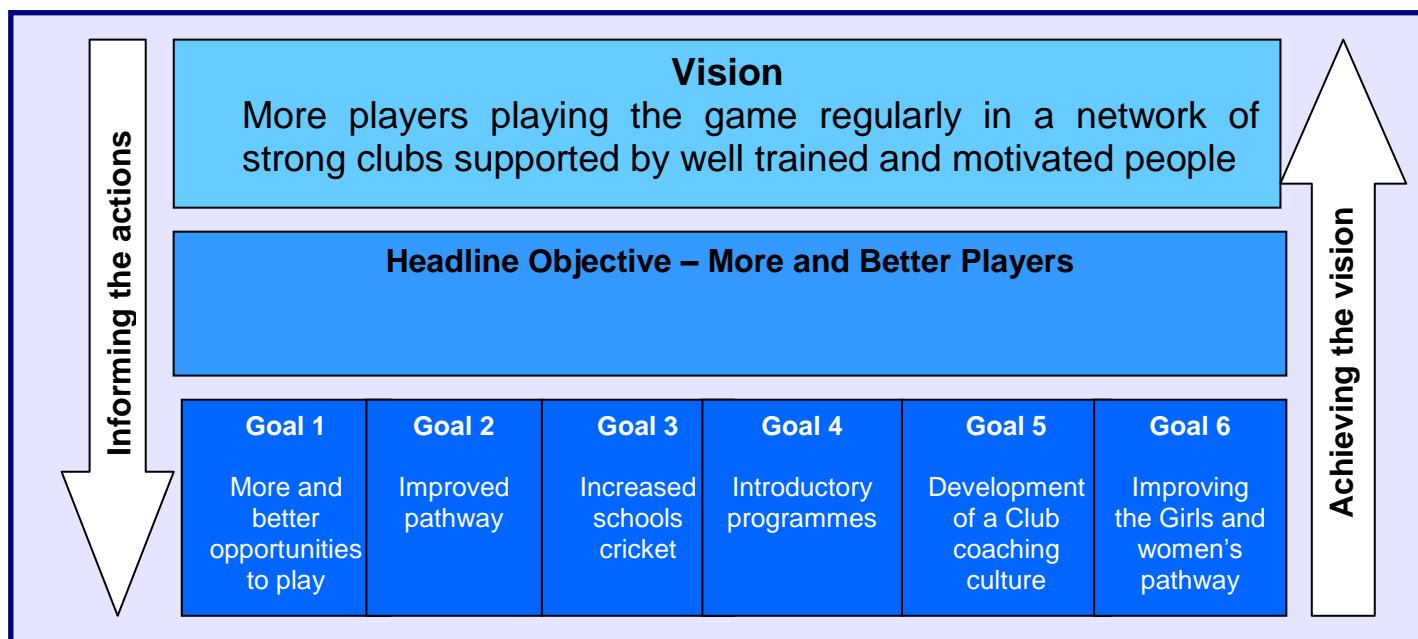 Informing the actions
Vision
More players playing the game regularly in a network of
strong clubs supported by well trained and motivated people
Headline Objective – More and Better Players
Goal 1
More and
better
opportunities
to play
Goal 2
Improved
pathway
Goal 3
Increased
schools
cricket
Goal 4
Introductory
programmes
Goal 5
Development
of a Club
coaching
culture
Goal 6
Improving
the Girls and
women’s
pathway
Achieving the vision